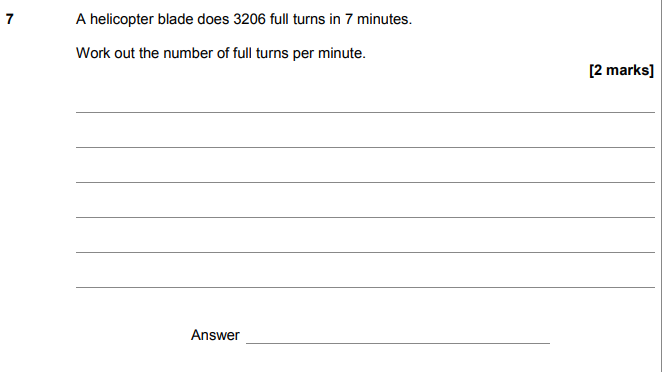 7 A helicopter blade does 3206 full turns in 7 minutes.
Work out the number of full turns per minute.
[2 marks]
Answer